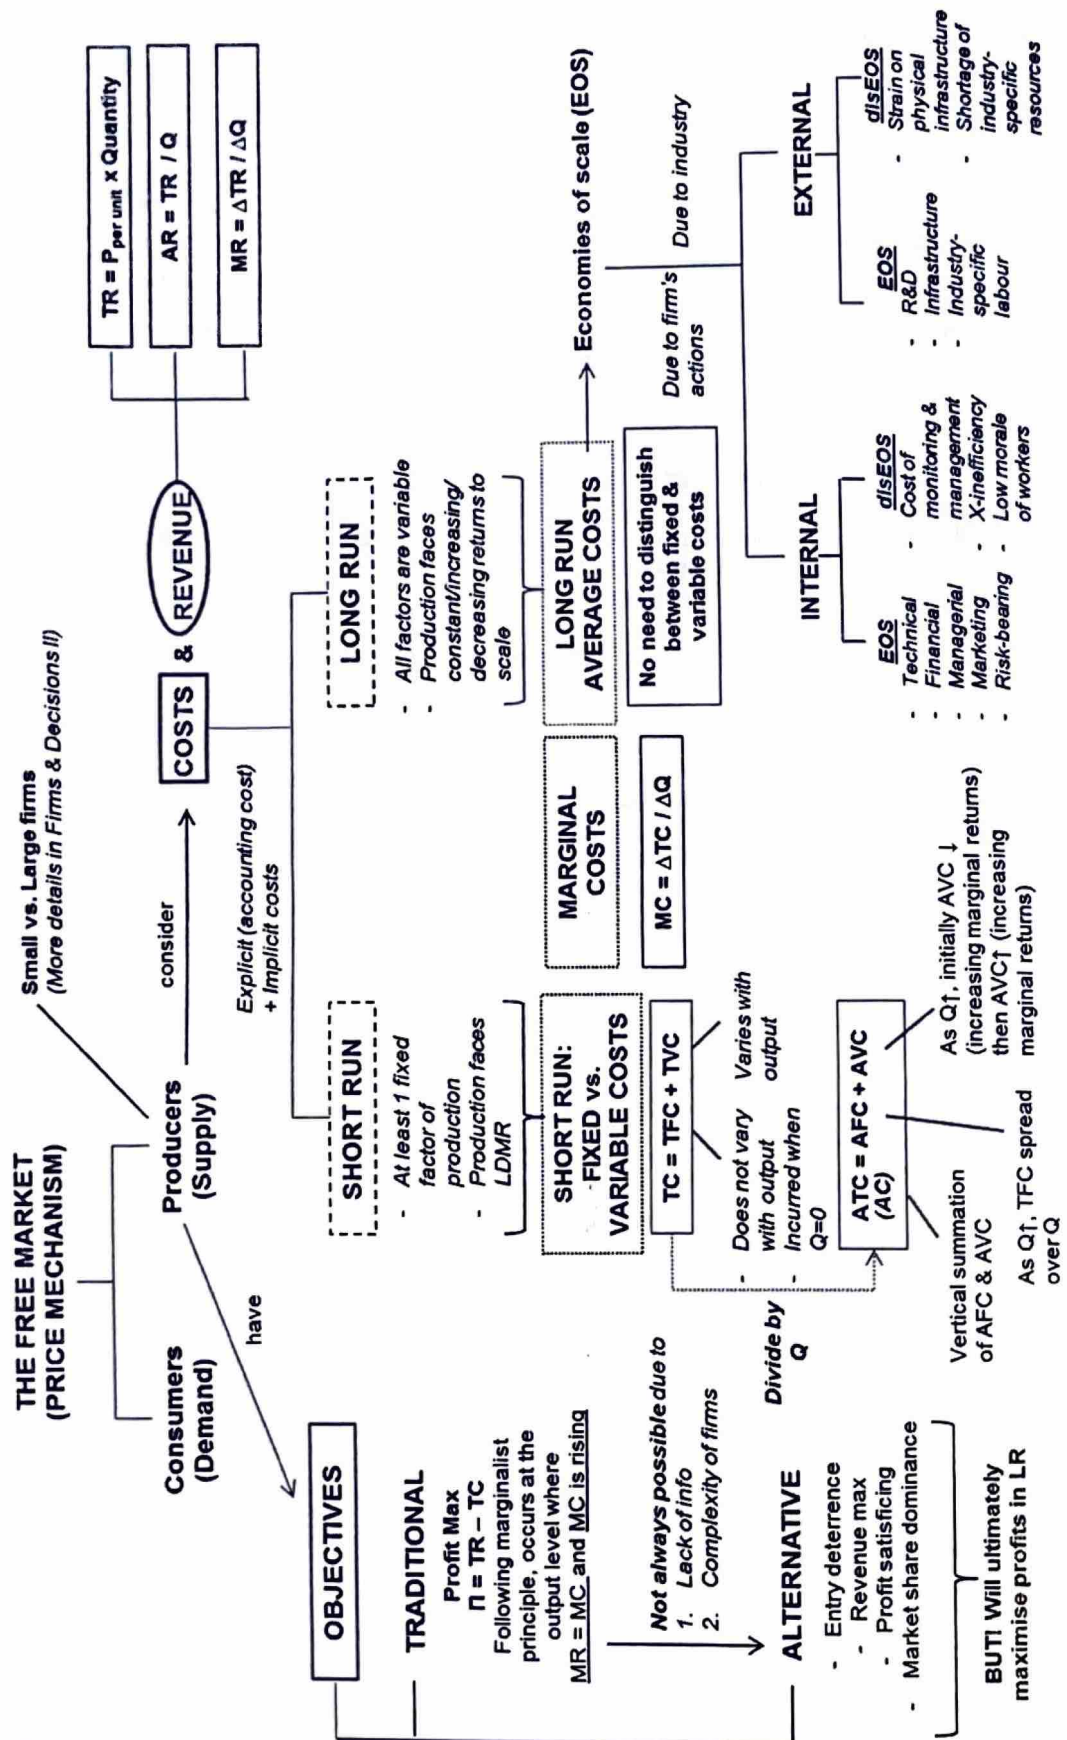 THE FREE MARKET
(PRICE MECHANISM)
Consumers
(Demand)
Producers
(Supply)
Small vs. Large firms
(More details in Firms & Decisions II)
have
consider
COSTS & REVENUE
TR = Pper unit x Quantity
AR = TR / Q
MR = ΔTR / ΔQ
OBJECTIVES
TRADITIONAL
Profit Max
Π = TR – TC
Following marginalist
principle, occurs at the
output level where
MR = MC and MC is rising
Not always possible due to
1. Lack of info
2. Complexity of firms
ALTERNATIVE
- Entry deterrence
- Revenue max
- Profit satisficing
- Market share dominance
BUT! Will ultimately
maximise profits in LR
Explicit (accounting cost)
+ Implicit costs
SHORT RUN
- At least 1 fixed
factor of
production
- Production faces
LDMR
SHORT RUN:
FIXED vs.
VARIABLE COSTS
TC = TFC + TVC
- Does not vary
with output
- Incurred when
Q=0
Varies with
output
Divide by
Q
ATC = AFC + AVC
(AC)
Vertical summation
of AFC & AVC
As Q↑, TFC spread
over Q
As Q↑, initially AVC ↓
(increasing marginal returns)
then AVC↑ (increasing
marginal returns)
MARGINAL
COSTS
MC = ΔTC / ΔQ
LONG RUN
- All factors are variable
- Production faces
constant/increasing/
decreasing returns to
scale
LONG RUN
AVERAGE COSTS
No need to distinguish
between fixed &
variable costs
Economies of scale (EOS)
Due to firm's
actions
Due to industry
INTERNAL
EOS
- Technical
- Financial
- Managerial
- Marketing
- Risk-bearing
disEOS
- Cost of
monitoring &
management
- X-inefficiency
- Low morale
of workers
EXTERNAL
EOS
- R&D
- Infrastructure
- Industry-
specific
labour
disEOS
- Strain on
physical
infrastructure
- Shortage of
industry-
specific
resources